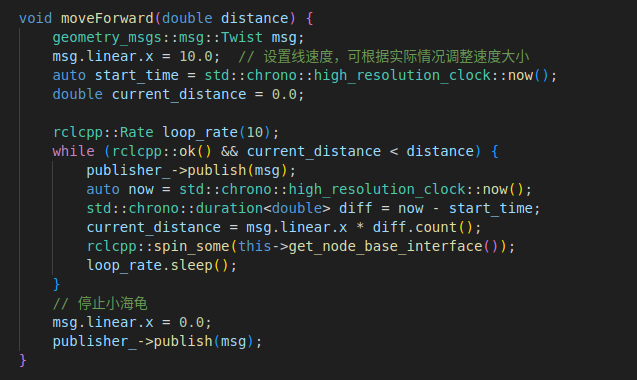 void moveForward(double distance) {
    geometry_msgs::msg::Twist msg;
    msg.linear.x = 10.0;  // 设置线速度，可根据实际情况调整速度大小
    auto start_time = std::chrono::high_resolution_clock::now();
    double current_distance = 0.0;

    rclcpp::Rate loop_rate(10);
    while (rclcpp::ok() && current_distance < distance) {
        publisher_->publish(msg);
        auto now = std::chrono::high_resolution_clock::now();
        std::chrono::duration<double> diff = now - start_time;
        current_distance = msg.linear.x * diff.count();
        rclcpp::spin_some(this->get_node_base_interface());
        loop_rate.sleep();
    }
    // 停止小海龟
    msg.linear.x = 0.0;
    publisher_->publish(msg);
}